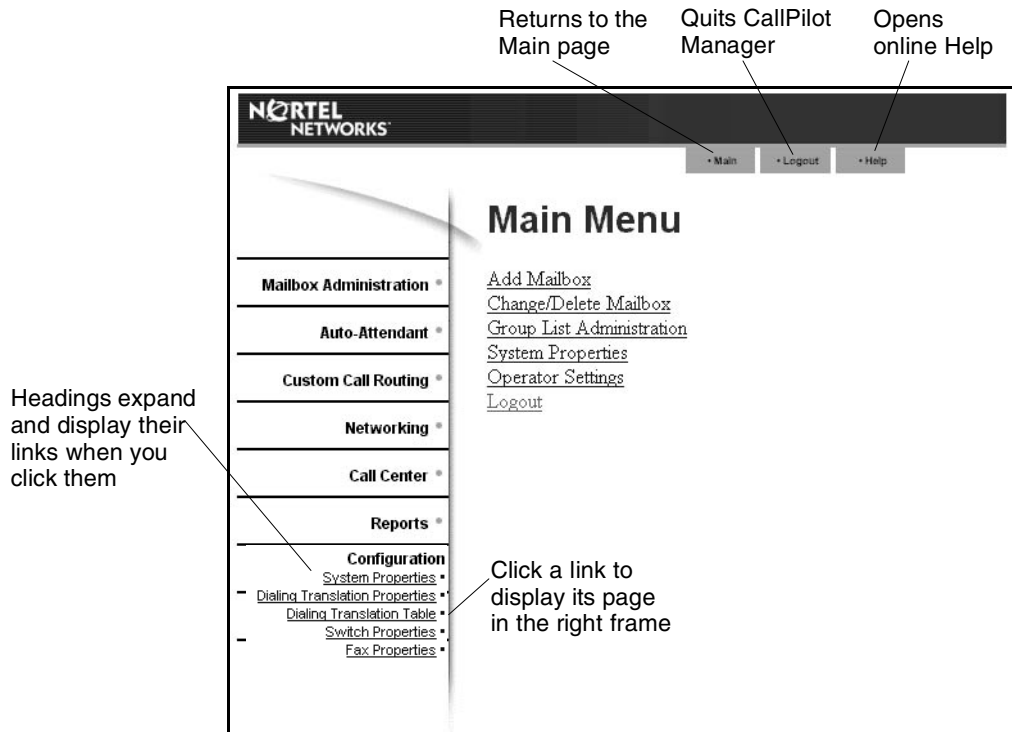 Returns to the
Main page
Quits CallPilot
Manager
Opens
online Help
NORTEL
NETWORKS
• Main
• Logout
• Help
Main Menu
Add Mailbox
Change/Delete Mailbox
Group List Administration
System Properties
Operator Settings
Logout
Mailbox Administration
Auto-Attendant
Custom Call Routing
Networking
Call Center
Reports
Configuration
System Properties
Dialing Translation Properties
Dialing Translation Table
Switch Properties
Fax Properties
Headings expand
and display their
links when you
click them
Click a link to
display its page
in the right frame